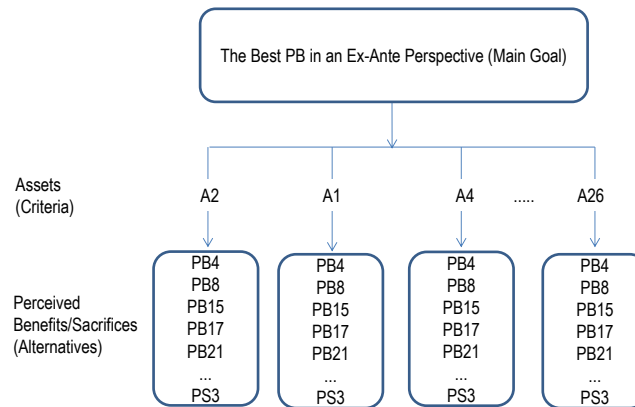 The Best PB in an Ex-Ante Perspective (Main Goal)
Assets
(Criteria)
A2
A1
A4
.....
A26
Perceived
Benefits/Sacrifices
(Alternatives)
PB4
PB8
PB15
PB17
PB21
...
PS3
PB4
PB8
PB15
PB17
PB21
...
PS3
PB4
PB8
PB15
PB17
PB21
...
PS3
PB4
PB8
PB15
PB17
PB21
...
PS3